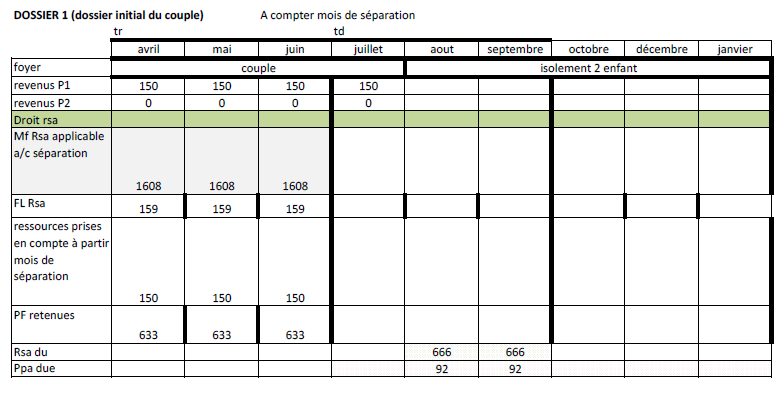 DOSSIER 1 (dossier initial du couple) A compter mois de séparation
tr td
avril mai juin juillet aout septembre octobre décembre janvier
foyer couple isolement 2 enfant
revenus P1 150 150 150 150
revenus P2 0 0 0 0
Droit rsa
Mf Rsa applicable
a/c séparation
1608 1608 1608
FL Rsa
159 159 159
ressources prises
en compte à partir
mois de
séparation
150 150 150
PF retenues
633 633 633
Rsa du 666 666
Ppa due 92 92